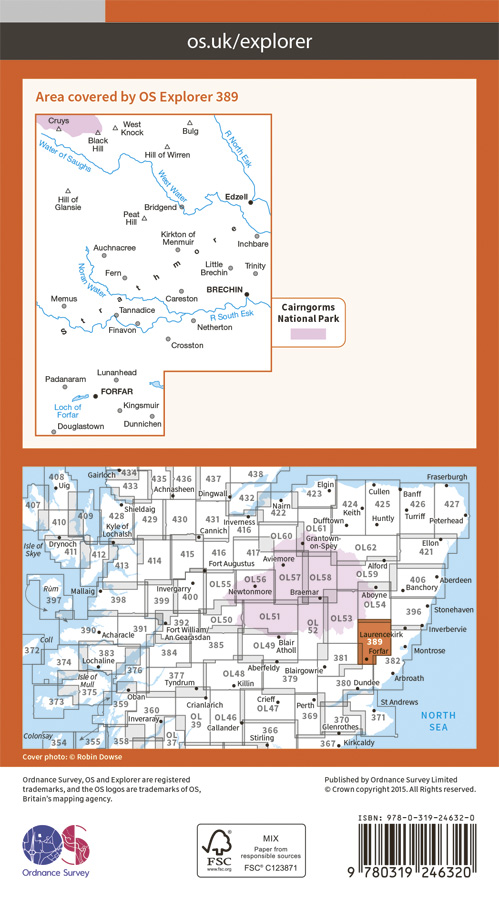 os.uk/explorer
Area covered by OS Explorer 389
Cruys
West
Knock
Bulg
Black
Hill
Hill of Wirren
R North Esk
Water of Saughs
West Water
Hill of
Glansie
Edzell
Bridgend
Peat
Hill
Kirkton of
Menmuir
Inchbare
Auchnacree
Little
Brechin
Trinity
Fern
Noran Water
Strathmore
BRECHIN
Careston
Memus
Tannadice
R South Esk
Finavon
Netherton
Crosston
Cairngorms
National Park
Lunanhead
Padanaram
FORFAR
Loch of
Forfar
Kingsmuir
Dunnichen
Douglastown
408
Uig
Gairloch
434
433
435
436
437
438
Achnasheen
Dingwall
432
Elgin
423
Cullen
Banff
Fraserburgh
407
409
428
Shieldaig
429
430
431
Inverness
422
Nairn
424
Keith
425
426
Turriff
427
Peterhead
410
Kyle of
Lochalsh
Cannich
Dufftown
Huntly
OL60
OL61
Grantown-
on-Spey
OL62
Ellon
421
Isle of
Skye
Drynoch
411
412
413
414
415
416
417
Fort Augustus
Aviemore
Alford
OL59
Rùm
397
Mallaig
398
Invergarry
399
400
OL55
OL56
Newtonmore
OL57
OL58
Braemar
Aboyne
OL54
406
Banchory
Aberdeen
Coll
372
390
Acharacle
391
392
Fort William/
An Gearasdan
OL50
OL51
OL
52
OL53
396
Stonehaven
Inverbervie
Laurencekirk
389
Forfar
374
383
Lochaline
384
385
OL49
Blair
Atholl
381
382
Montrose
Isle of
Mull
375
376
377
Tyndrum
OL48
Killin
Aberfeldy
379
Blairgowrie
380
Dundee
Arbroath
373
359
Oban
360
Inveraray
Crianlarich
OL
39
OL46
Callander
Crieff
OL47
Perth
369
370
Glenrothes
371
St Andrews
NORTH
SEA
Colonsay
354
355
358
OL
37
366
Stirling
367
Kirkcaldy
Cover photo: © Robin Dowse
Ordnance Survey, OS and Explorer are registered
trademarks, and the OS logos are trademarks of OS,
Britain's mapping agency.
Published by Ordnance Survey Limited
© Crown copyright 2015. All Rights reserved.
OS
Ordnance Survey
FSC
www.fsc.org
MIX
Paper from
responsible sources
FSC® C123871
ISBN: 978-0-319-24632-0
9 780319 246320